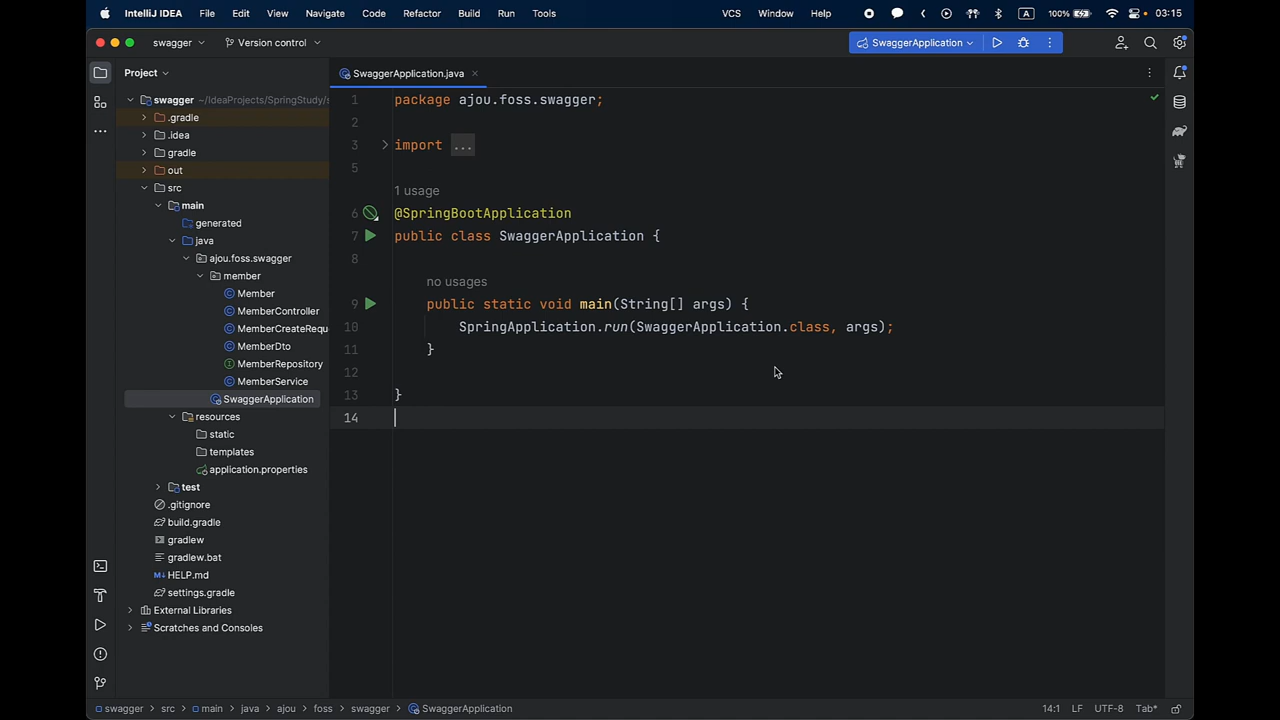 IntelliJ IDEA File Edit View Navigate Code Refactor Build Run Tools VCS Window Help A 100% 03:15
swagger Version control SwaggerApplication
Project
SwaggerApplication.java
swagger ~/IdeaProjects/SpringStudy/s
.gradle
.idea
gradle
out
src
main
generated
java
ajou.foss.swagger
member
Member
MemberController
MemberCreateRequ
MemberDto
MemberRepository
MemberService
SwaggerApplication
resources
static
templates
application.properties
test
.gitignore
build.gradle
gradlew
gradlew.bat
HELP.md
settings.gradle
External Libraries
Scratches and Consoles
1 package ajou.foss.swagger;
2
3 import ...
5
1 usage
6 @SpringBootApplication
7 public class SwaggerApplication {
8
no usages
9 public static void main(String[] args) {
10 SpringApplication.run(SwaggerApplication.class, args);
11 }
12
13 }
14
swagger > src > main > java > ajou > foss > swagger > SwaggerApplication 14:1 LF UTF-8 Tab*